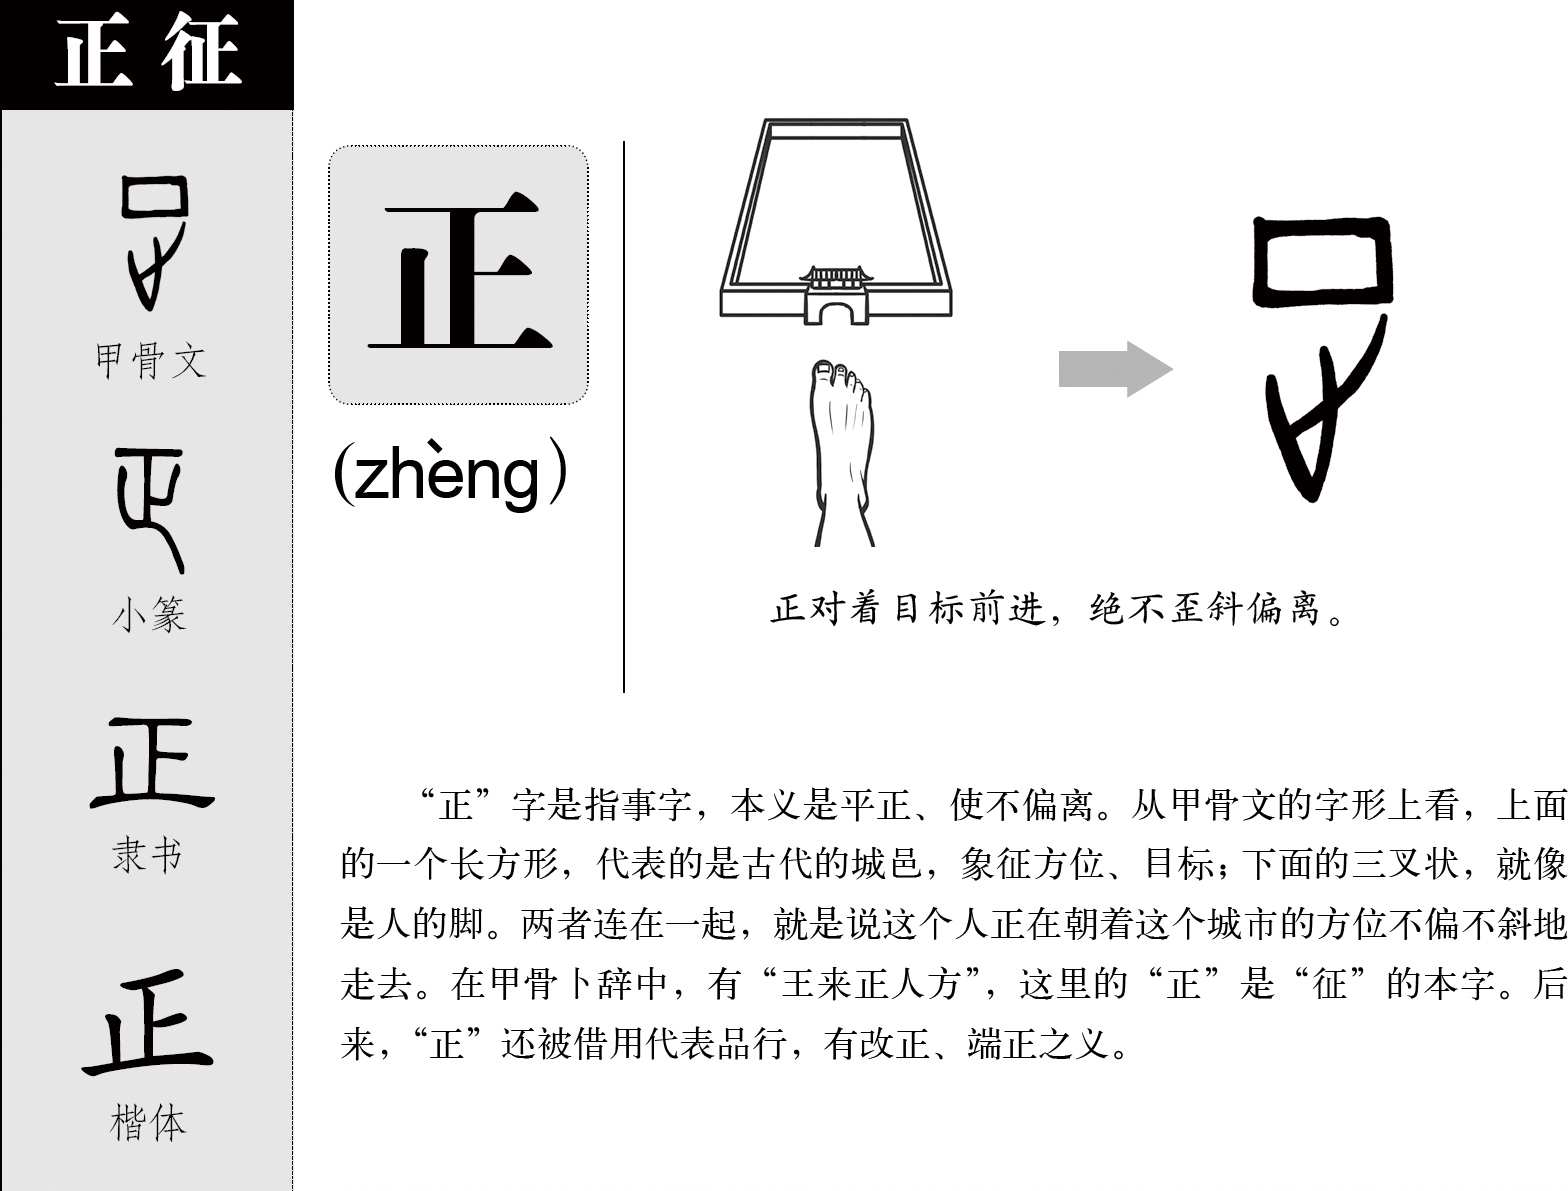 正 征
甲骨文
小篆
隶书
楷体
正
(zhèng)
正对着目标前进，绝不歪斜偏离。
“正”字是指事字，本义是平正、使不偏离。从甲骨文的字形上看，上面
的一个长方形，代表的是古代的城邑，象征方位、目标；下面的三叉状，就像
是人的脚。两者连在一起，就是说这个人正在朝着这个城市的方位不偏不斜地
走去。在甲骨卜辞中，有“王来正人方”，这里的“正”是“征”的本字。后
来，“正”还被借用代表品行，有改正、端正之义。